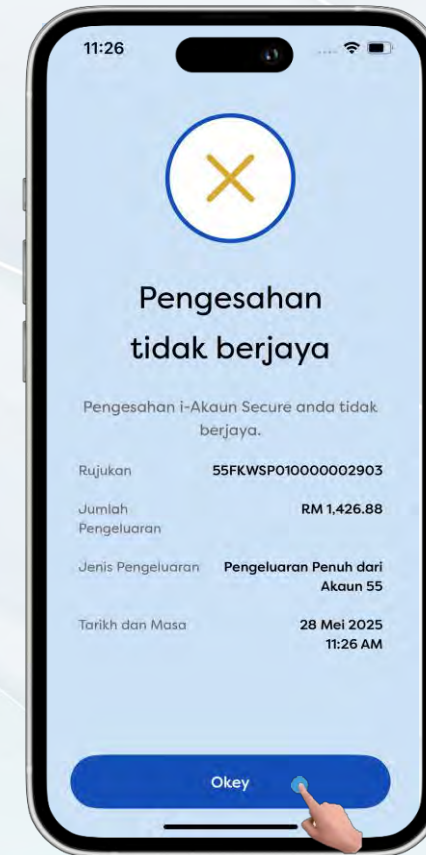 11:26
Pengesahan
tidak berjaya
Pengesahan i-Akaun Secure anda tidak
berjaya.
Rujukan 55FKWSP010000002903
Jumlah RM 1,426.88
Pengeluaran
Jenis Pengeluaran Pengeluaran Penuh dari
Akaun 55
Tarikh dan Masa 28 Mei 2025
11:26 AM
Okey